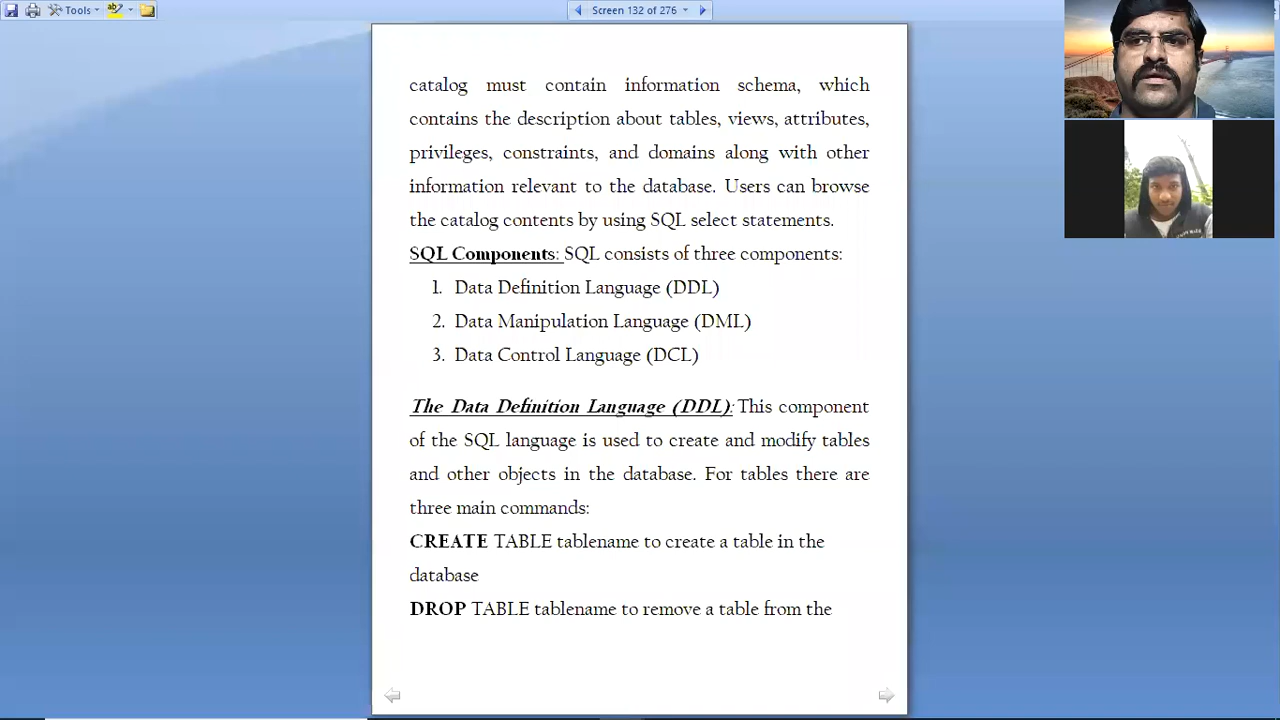 Tools
Screen 132 of 276
catalog must contain information schema, which
contains the description about tables, views, attributes,
privileges, constraints, and domains along with other
information relevant to the database. Users can browse
the catalog contents by using SQL select statements.
SQL Components: SQL consists of three components:
1. Data Definition Language (DDL)
2. Data Manipulation Language (DML)
3. Data Control Language (DCL)
The Data Definition Language (DDL): This component
of the SQL language is used to create and modify tables
and other objects in the database. For tables there are
three main commands:
CREATE TABLE tablename to create a table in the
database
DROP TABLE tablename to remove a table from the